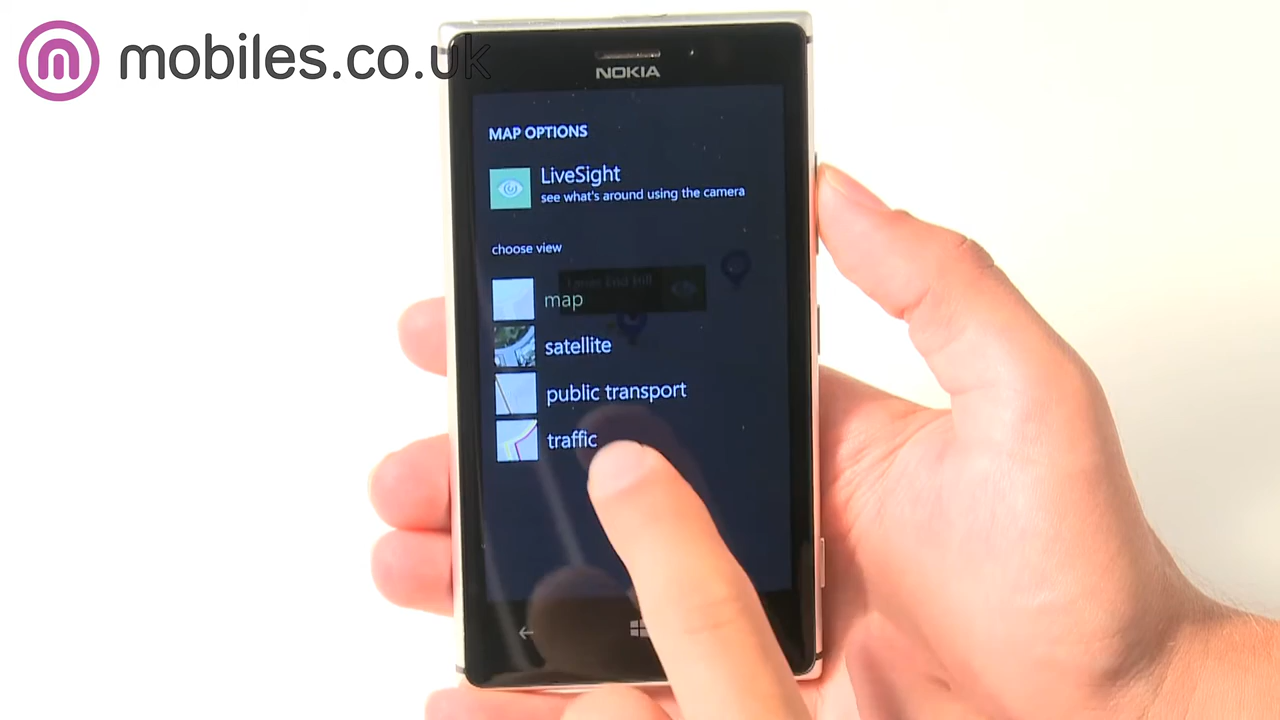 mobiles.co.uk
NOKIA
MAP OPTIONS
LiveSight
see what's around using the camera
choose view
map
satellite
public transport
traffic